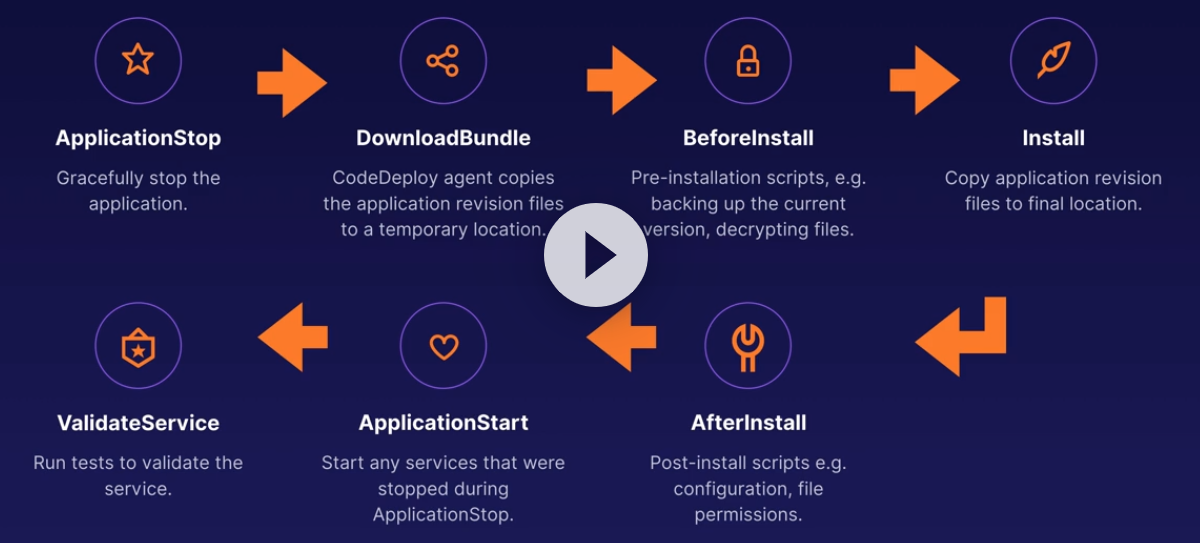 ApplicationStop
Gracefully stop the
application.
DownloadBundle
CodeDeploy agent copies
the application revision files
to a temporary location.
BeforeInstall
Pre-installation scripts, e.g.
backing up the current
version, decrypting files.
Install
Copy application revision
files to final location.
AfterInstall
Post-install scripts e.g.
configuration, file
permissions.
ApplicationStart
Start any services that were
stopped during
ApplicationStop.
ValidateService
Run tests to validate the
service.